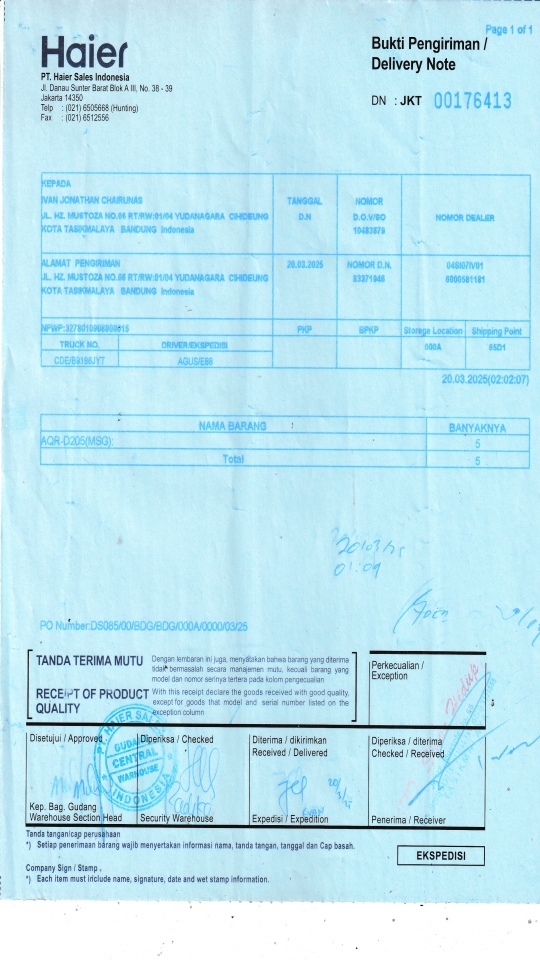 Page 1 of 1
Haier
Bukti Pengiriman /
Delivery Note
PT. Haier Sales Indonesia
Jl. Danau Sunter Barat Blok A III, No. 38 - 39
Jakarta 14350
Telp : (021) 6505668 (Hunting)
Fax : (021) 6512556
DN : JKT 00176413
KEPADA
IVAN JONATHAN CHAIRUNAS
JL. HZ. MUSTOZA NO.66 RT/RW:01/04 YUDANAGARA CIHIDEUNG
KOTA TASIKMALAYA BANDUNG Indonesia
TANGGAL
D.N
NOMOR
D.O.V/SO
10483879
NOMOR DEALER
ALAMAT PENGIRIMAN
JL. HZ. MUSTOZA NO.66 RT/RW:01/04 YUDANAGARA CIHIDEUNG
KOTA TASIKMALAYA BANDUNG Indonesia
20.03.2025
NOMOR D.N.
83371046
6000581181
PKP
BPKP
Storage Location
Shipping Point
000A
85D1
TRUCK NO.
DRIVER/EKSPEDISI
AGUS/E88
20.03.2025(02:02:07)
NAMA BARANG
BANYAKNYA
AQR-D205(MSG):
5
Total
5
01:09
PO Number:DS085/00/BDG/BDG/000A/0000/03/25
TANDA TERIMA MUTU
Dengan lembaran ini juga, menyatakan bahwa barang yang diterima
tidak bermasalah secara manajemen mutu, kecuali barang yang
model dan nomor serinya tertera pada kolom pengecualian
RECEIPT OF PRODUCT
QUALITY
With this receipt declare the goods received with good quality,
except for goods that model and serial number listed on the
exception column
Perkecualian /
Exception
Disetujui / Approved
Diperiksa / Checked
Diterima / dikirimkan
Received / Delivered
Diperiksa / diterima
Checked / Received
HAIER SALES
GUDANG
CENTRAL
WARHOUSE
INDONESIA
Kep. Bag. Gudang
Warehouse Section Head
Security Warehouse
Expedisi / Expedition
Penerima / Receiver
Tanda tangan/cap perusahaan
*) Setiap penerimaan barang wajib menyertakan informasi nama, tanda tangan, tanggal dan Cap basah.
EKSPEDISI
Company Sign / Stamp .
*) Each item must include name, signature, date and wet stamp information.